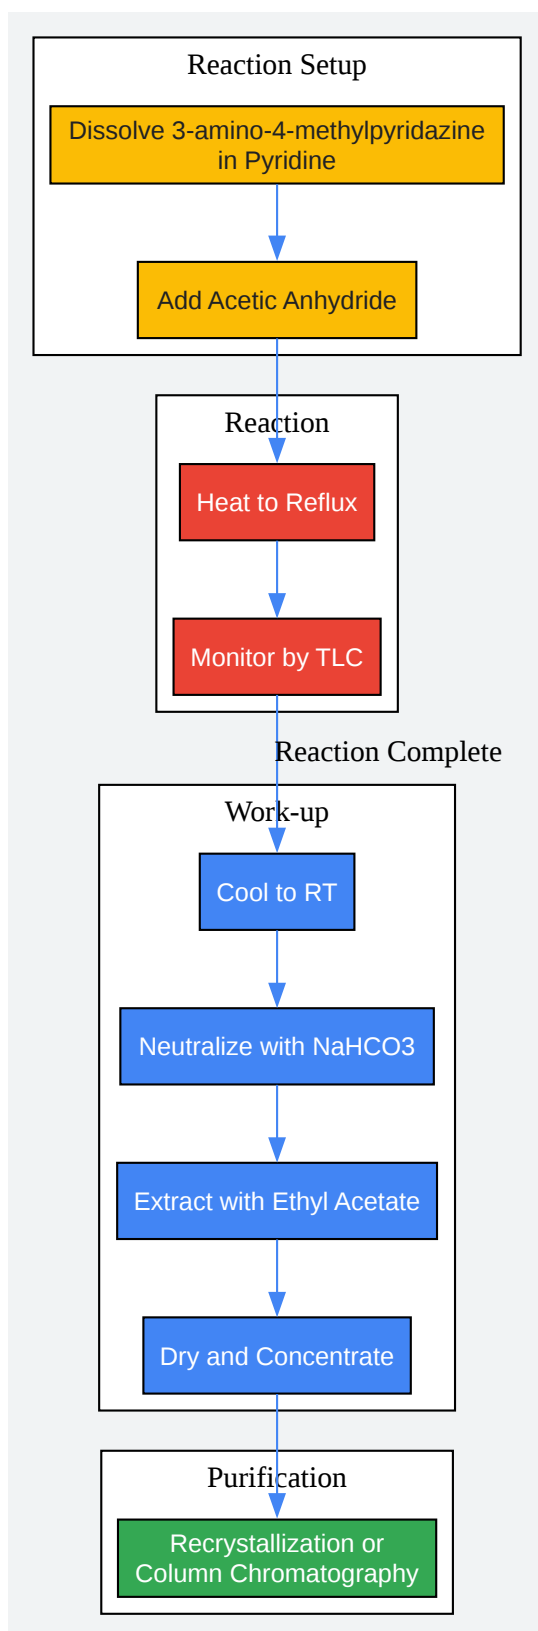 Reaction Setup
Dissolve 3-amino-4-methylpyridazine
in Pyridine
Add Acetic Anhydride
Reaction
Heat to Reflux
Monitor by TLC
Reaction Complete
Work-up
Cool to RT
Neutralize with NaHCO3
Extract with Ethyl Acetate
Dry and Concentrate
Purification
Recrystallization or
Column Chromatography